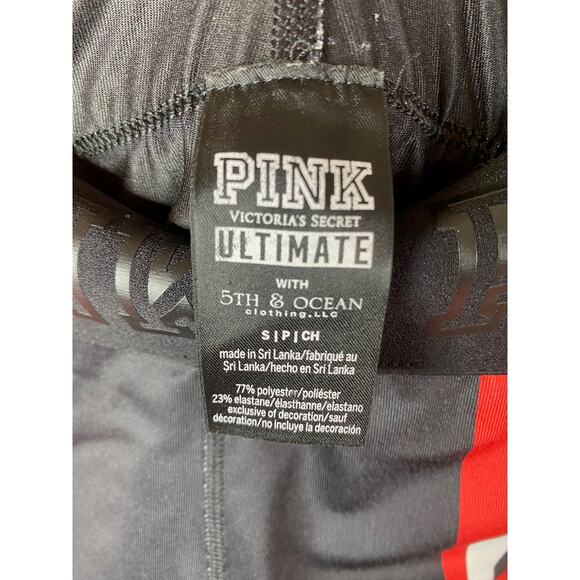 PINK
VICTORIA'S SECRET
ULTIMATE
WITH
5TH & OCEAN
clothing, LLC
S | P | CH
made in Sri Lanka/fabriqué au
Sri Lanka/hecho en Sri Lanka
77% polyester/poliéster
23% elastane/élasthanne/elastano
exclusive of decoration/sauf
décoration/no incluye la decoración